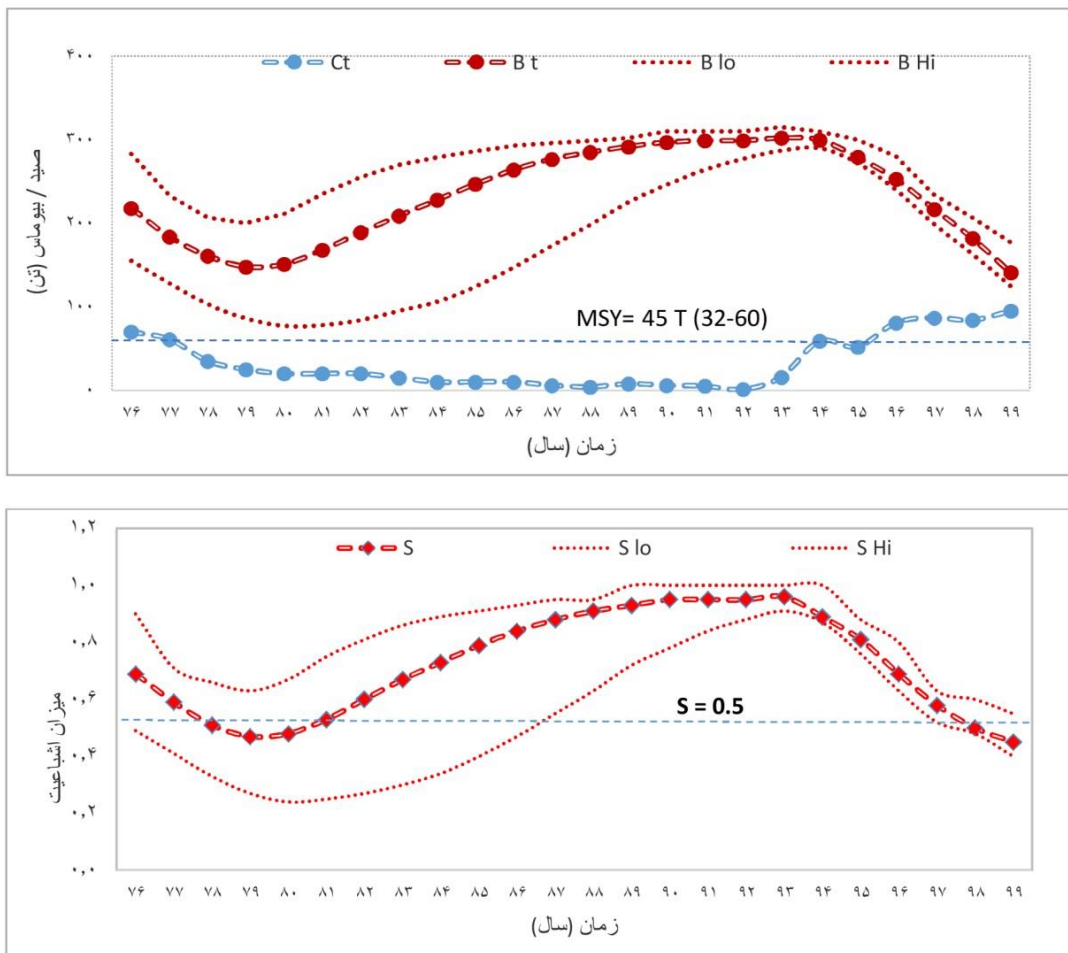 ۴۰۰
Ct B t B lo B Hi
۳۰۰
۲۰۰
صید / بیوماس (تن)
۱۰۰
MSY= 45 T (32-60)
۰
۷۶ ۷۷ ۷۸ ۷۹ ۸۰ ۸۱ ۸۲ ۸۳ ۸۴ ۸۵ ۸۶ ۸۷ ۸۸ ۸۹ ۹۰ ۹۱ ۹۲ ۹۳ ۹۴ ۹۵ ۹۶ ۹۷ ۹۸ ۹۹
زمان (سال)
۱,۲
S S lo S Hi
۱,۰
۰,۸
۰,۶
میزان اشباعیت
S = 0.5
۰,۴
۰,۲
۰,۰
۷۶ ۷۷ ۷۸ ۷۹ ۸۰ ۸۱ ۸۲ ۸۳ ۸۴ ۸۵ ۸۶ ۸۷ ۸۸ ۸۹ ۹۰ ۹۱ ۹۲ ۹۳ ۹۴ ۹۵ ۹۶ ۹۷ ۹۸ ۹۹
زمان (سال)